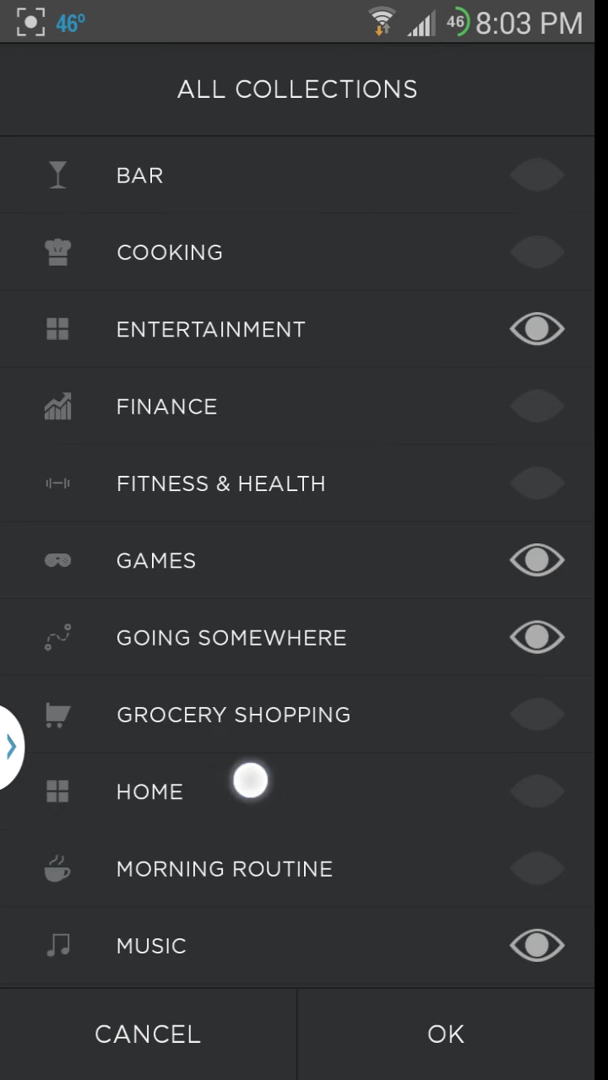 46° 46 8:03 PM
ALL COLLECTIONS
BAR
COOKING
ENTERTAINMENT
FINANCE
FITNESS & HEALTH
GAMES
GOING SOMEWHERE
GROCERY SHOPPING
HOME
MORNING ROUTINE
MUSIC
CANCEL OK